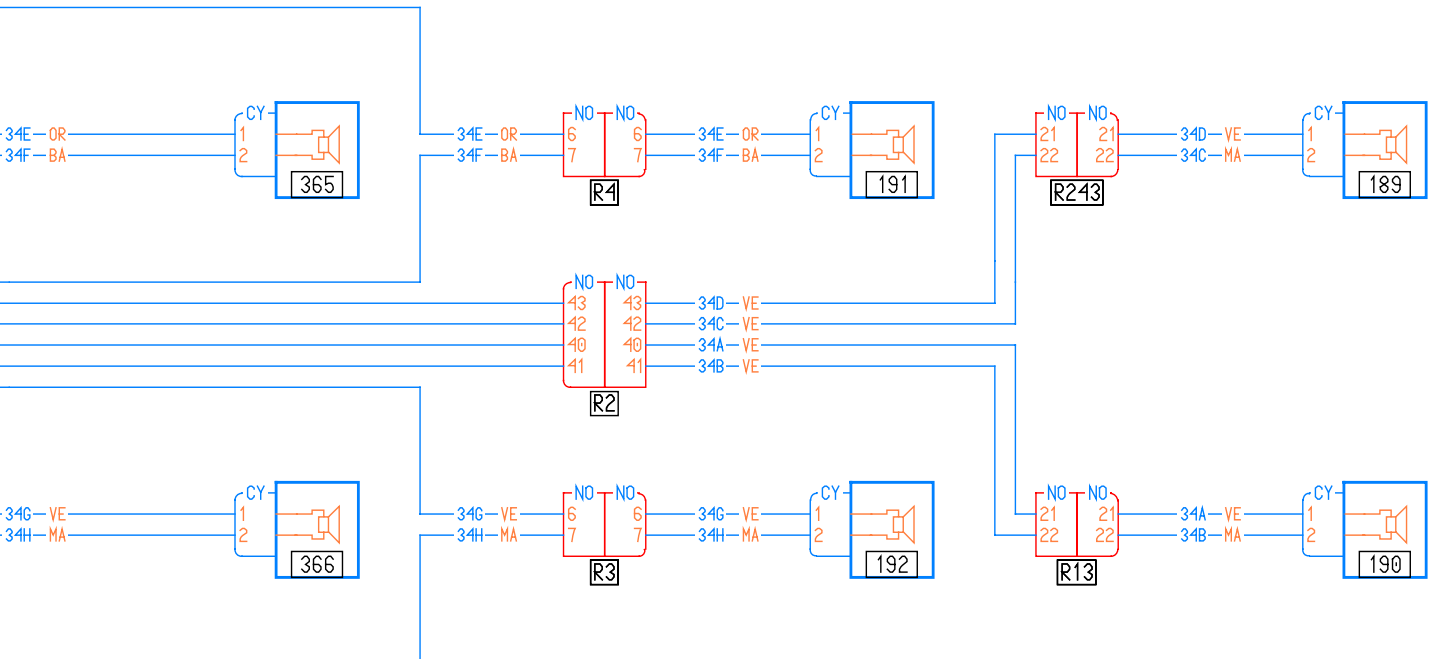 CY NO NO CY NO NO CY
1 6 6 1 21 21 1
34E OR 34E OR 34E OR 34D VE
2 7 7 2 22 22 2
34F BA 34F BA 34F BA 34C MA
365 R4 191 R243 189
NO NO
43 43 34D VE
42 42 34C VE
40 40 34A VE
41 41 34B VE
R2
CY NO NO CY NO NO CY
34G VE 1 34G VE 6 6 34G VE 1 21 21 34A VE 1
34H MA 2 34H MA 7 7 34H MA 2 22 22 34B MA 2
366 R3 192 R13 190